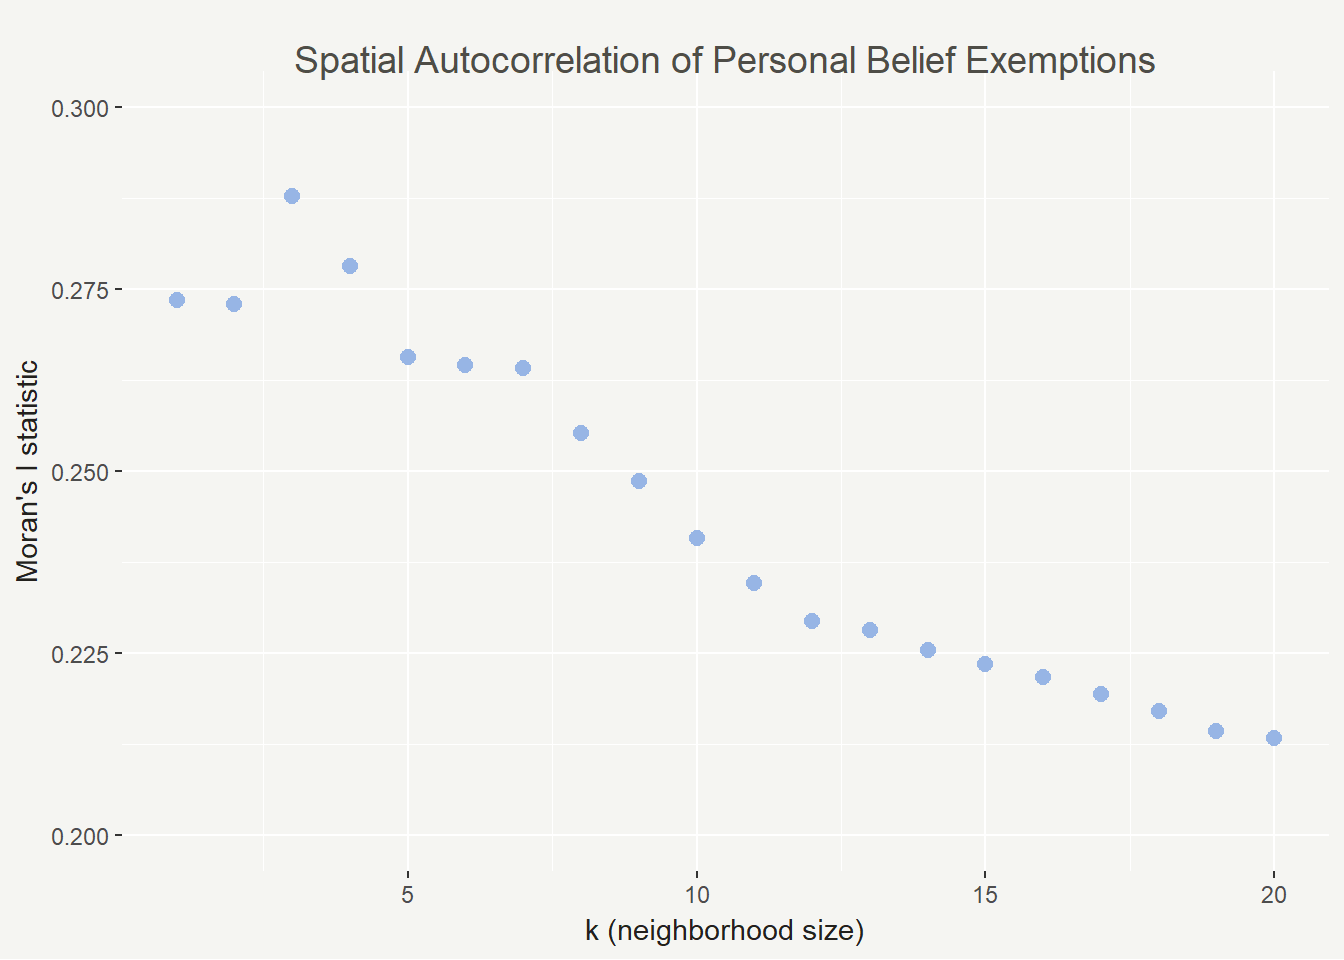 Spatial Autocorrelation of Personal Belief Exemptions
0.300
0.275
0.250
0.225
0.200
Moran's I statistic
5 10 15 20
k (neighborhood size)